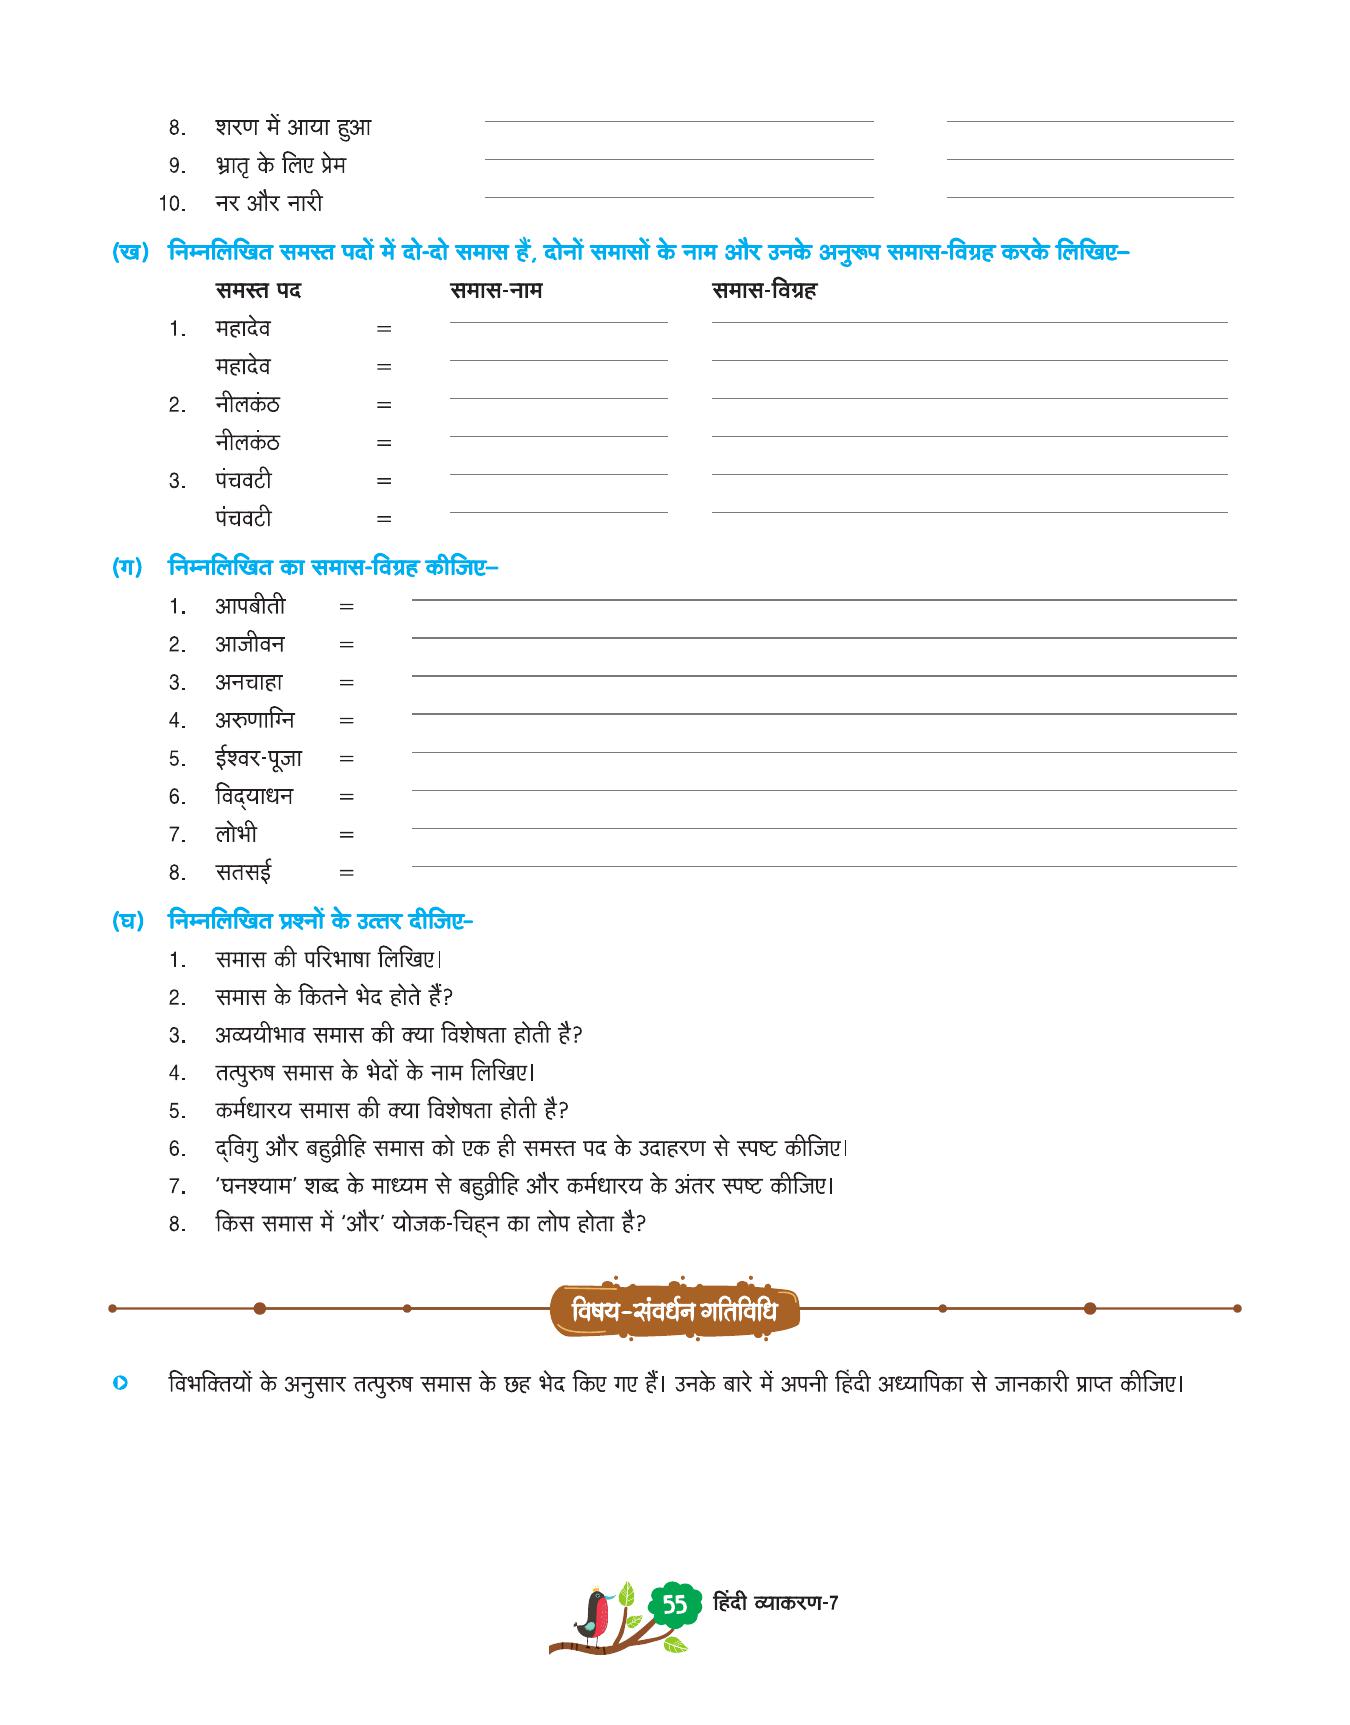 8. शरण में आया हुआ
9. भ्रातृ के लिए प्रेम
10. नर और नारी
(ख) निम्नलिखित समस्त पदों में दो-दो समास हैं, दोनों समासों के नाम और उनके अनुरूप समास-विग्रह करके लिखिए–
समस्त पद समास-नाम समास-विग्रह
1. महादेव =
महादेव =
2. नीलकंठ =
नीलकंठ =
3. पंचवटी =
पंचवटी =
(ग) निम्नलिखित का समास-विग्रह कीजिए–
1. आपबीती =
2. आजीवन =
3. अनचाहा =
4. अरुणाग्नि =
5. ईश्वर-पूजा =
6. विद्‌याधन =
7. लोभी =
8. सतसई =
(घ) निम्नलिखित प्रश्नों के उत्तर दीजिए–
1. समास की परिभाषा लिखिए।
2. समास के कितने भेद होते हैं?
3. अव्ययीभाव समास की क्या विशेषता होती है?
4. तत्पुरुष समास के भेदों के नाम लिखिए।
5. कर्मधारय समास की क्या विशेषता होती है?
6. द्‌विगु और बहुव्रीहि समास को एक ही समस्त पद के उदाहरण से स्पष्ट कीजिए।
7. ‘घनश्याम’ शब्द के माध्यम से बहुव्रीहि और कर्मधारय के अंतर स्पष्ट कीजिए।
8. किस समास में ‘और’ योजक-चिह्‌न का लोप होता है?
विषय-संवर्धन गतिविधि
विभक्तियों के अनुसार तत्पुरुष समास के छह भेद किए गए हैं। उनके बारे में अपनी हिंदी अध्यापिका से जानकारी प्राप्त कीजिए।
55 हिंदी व्याकरण-7